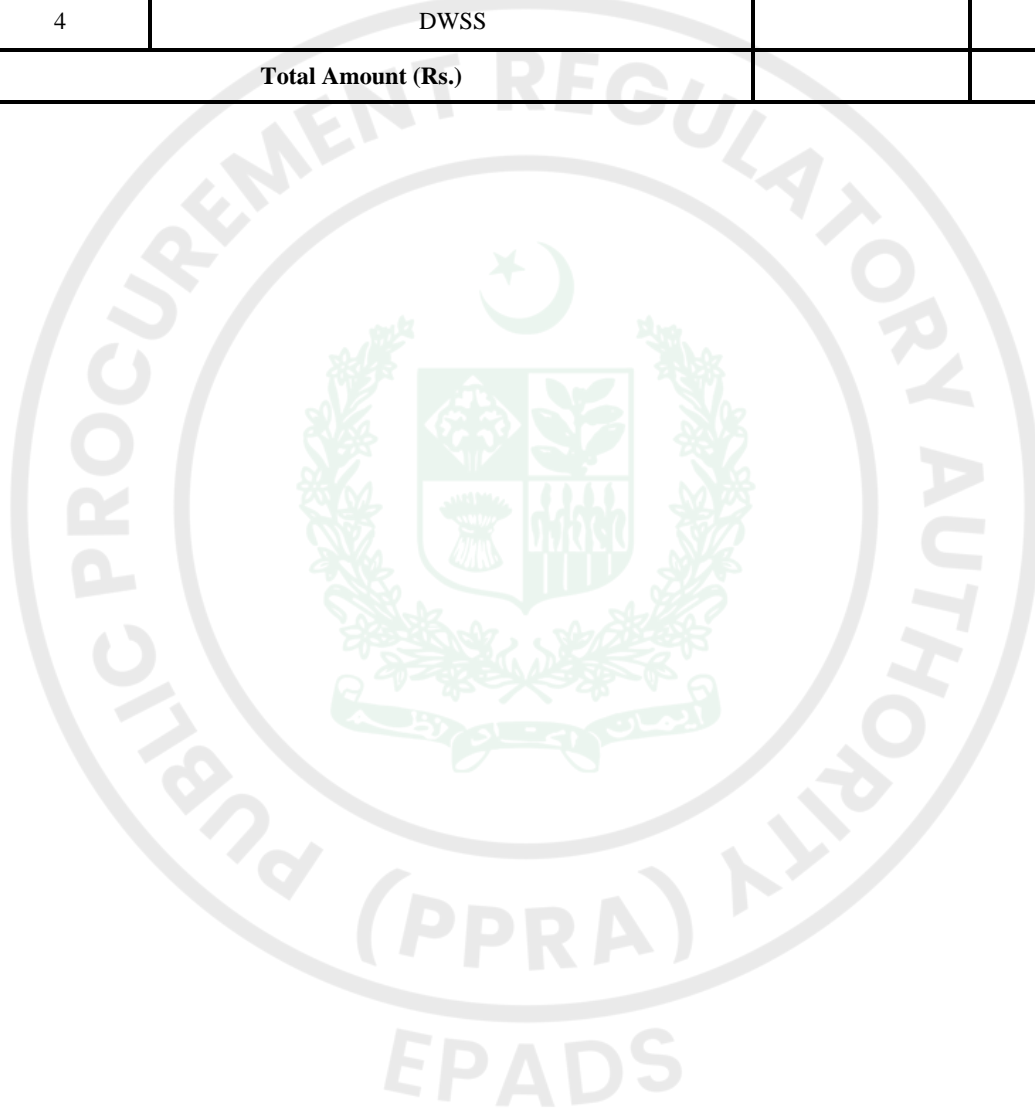 4 DWSS
Total Amount (Rs.)
PUBLIC PROCUREMENT REGULATORY AUTHORITY
(PPRA)
EPADS